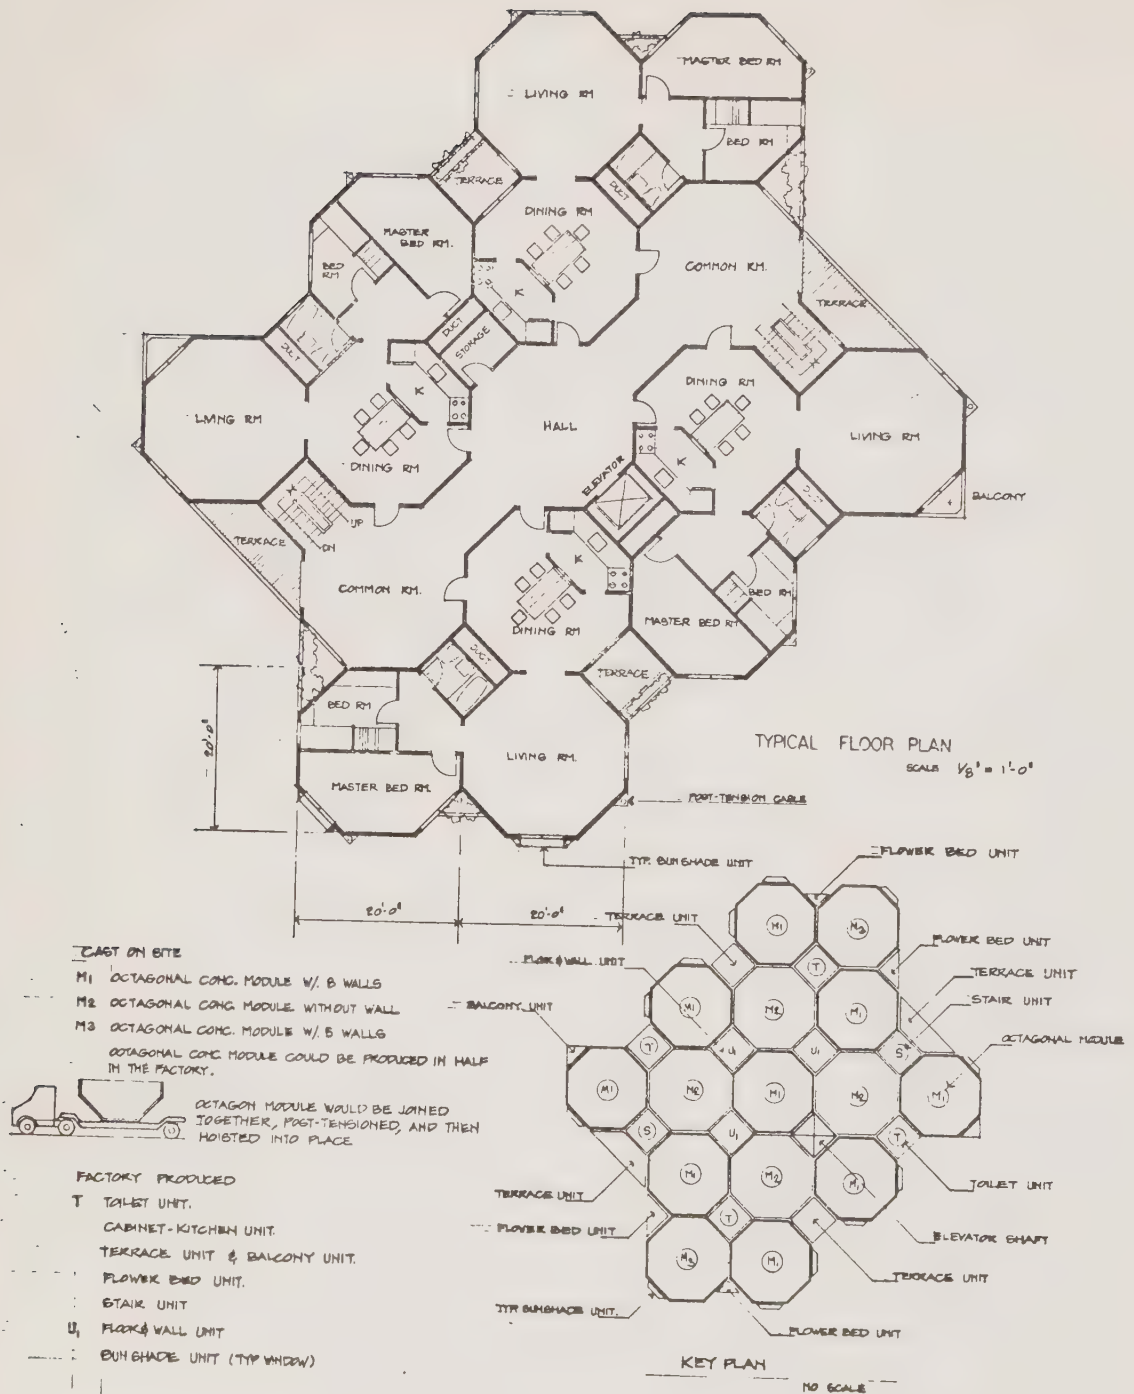 LIVING RM
MASTER BED RM
BED RM
TERRACE
DUCT
MASTER
BED RM.
DINING RM
COMMON RM.
BED RM
K
TERRACE
DUCT
STORAGE
DUCT
K
DINING RM
LIVING RM
HALL
LIVING RM
DINING RM
K
ELEVATOR
BALCONY
UP
DN
TERRACE
K
COMMON RM.
BED RM
MASTER BED RM
DINING RM
DUCT
TERRACE
BED RM
20'-0"
LIVING RM.
MASTER BED RM.
TYPICAL FLOOR PLAN
SCALE 1/8" = 1'-0"
POST-TENSION CABLE
TYP. SUNSHADE UNIT
20'-0"
20'-0"
CAST ON SITE
M1 OCTAGONAL CONC. MODULE W/. 8 WALLS
M2 OCTAGONAL CONC. MODULE WITHOUT WALL
M3 OCTAGONAL CONC. MODULE W/. 5 WALLS
OCTAGONAL CONC. MODULE COULD BE PRODUCED IN HALF
IN THE FACTORY.
OCTAGON MODULE WOULD BE JOINED
TOGETHER, POST-TENSIONED, AND THEN
HOISTED INTO PLACE
FACTORY PRODUCED
T TOILET UNIT.
CABINET-KITCHEN UNIT.
TERRACE UNIT & BALCONY UNIT.
FLOWER BED UNIT.
STAIR UNIT
U1 FLOOR & WALL UNIT
SUNSHADE UNIT (TYP WINDOW)
FLOWER BED UNIT
TERRACE UNIT
FLOOR & WALL UNIT
FLOWER BED UNIT
TERRACE UNIT
STAIR UNIT
BALCONY UNIT
OCTAGONAL MODULE
M1
M2
T
M1
M2
M1
T
U1
U1
S
M1
M2
M1
M2
M1
S
U1
T
M1
M2
M1
T
M2
M1
TERRACE UNIT
TOILET UNIT
FLOWER BED UNIT
ELEVATOR SHAFT
TERRACE UNIT
TYP. SUNSHADE UNIT.
FLOWER BED UNIT
KEY PLAN
NO SCALE